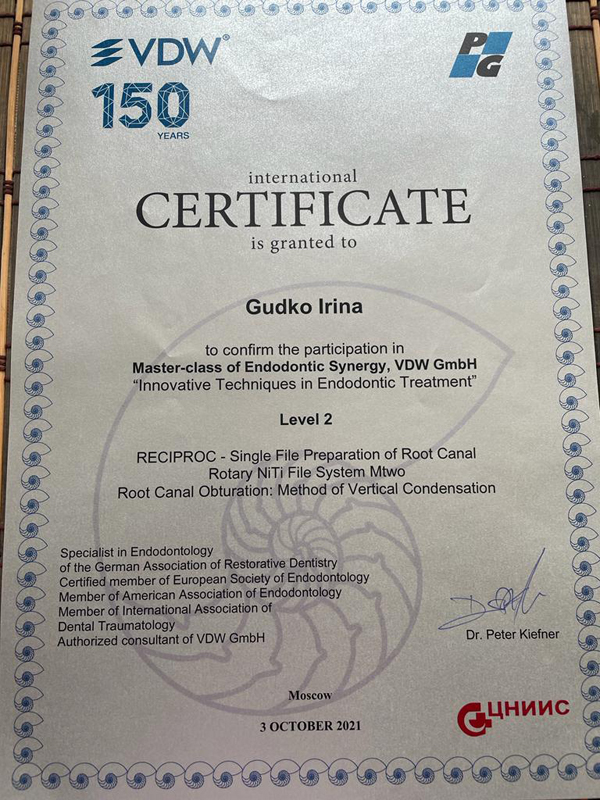 VDW®
PG
150
YEARS
international
CERTIFICATE
is granted to
Gudko Irina
to confirm the participation in
Master-class of Endodontic Synergy, VDW GmbH
“Innovative Techniques in Endodontic Treatment”
Level 2
RECIPROC - Single File Preparation of Root Canal
Rotary NiTi File System Mtwo
Root Canal Obturation: Method of Vertical Condensation
Specialist in Endodontology
of the German Association of Restorative Dentistry
Certified member of European Society of Endodontology
Member of American Association of Endodontology
Member of International Association of
Dental Traumatology
Authorized consultant of VDW GmbH
Dr. Peter Kiefner
Moscow
3 OCTOBER 2021
ЦНИИС